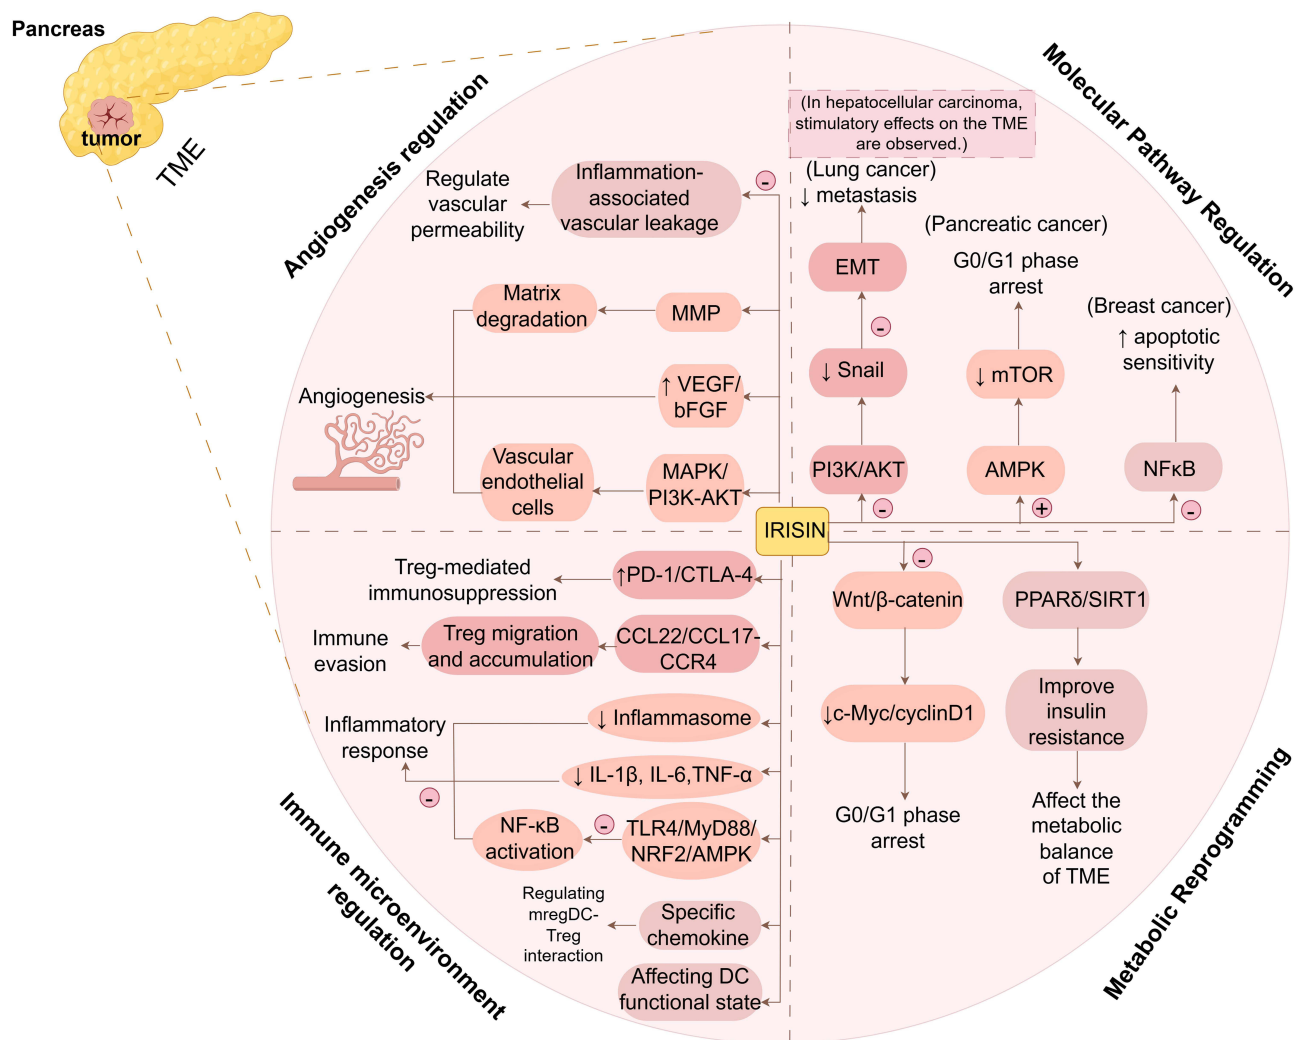 Pancreas
tumor
TME
Angiogenesis regulation
Regulate
vascular
permeability
Inflammation-
associated
vascular leakage
-
Matrix
degradation
MMP
Angiogenesis
↑ VEGF/
bFGF
Vascular
endothelial
cells
MAPK/
PI3K-AKT
Molecular Pathway Regulation
(In hepatocellular carcinoma,
stimulatory effects on the TME
are observed.)
(Lung cancer)
↓ metastasis
EMT
-
↓ Snail
PI3K/AKT
-
(Pancreatic cancer)
G0/G1 phase
arrest
↓ mTOR
AMPK
+
(Breast cancer)
↑ apoptotic
sensitivity
NFκB
-
IRISIN
Immune microenvironment
regulation
Treg-mediated
immunosuppression
↑PD-1/CTLA-4
Immune
evasion
Treg migration
and accumulation
CCL22/CCL17-
CCR4
Inflammatory
response
-
↓ Inflammasome
↓ IL-1β, IL-6,TNF-α
NF-κB
activation
-
TLR4/MyD88/
NRF2/AMPK
Regulating
mregDC-
Treg
interaction
Specific
chemokine
Affecting DC
functional state
Metabolic Reprogramming
-
Wnt/β-catenin
↓c-Myc/cyclinD1
G0/G1 phase
arrest
PPARδ/SIRT1
Improve
insulin
resistance
Affect the
metabolic
balance
of TME